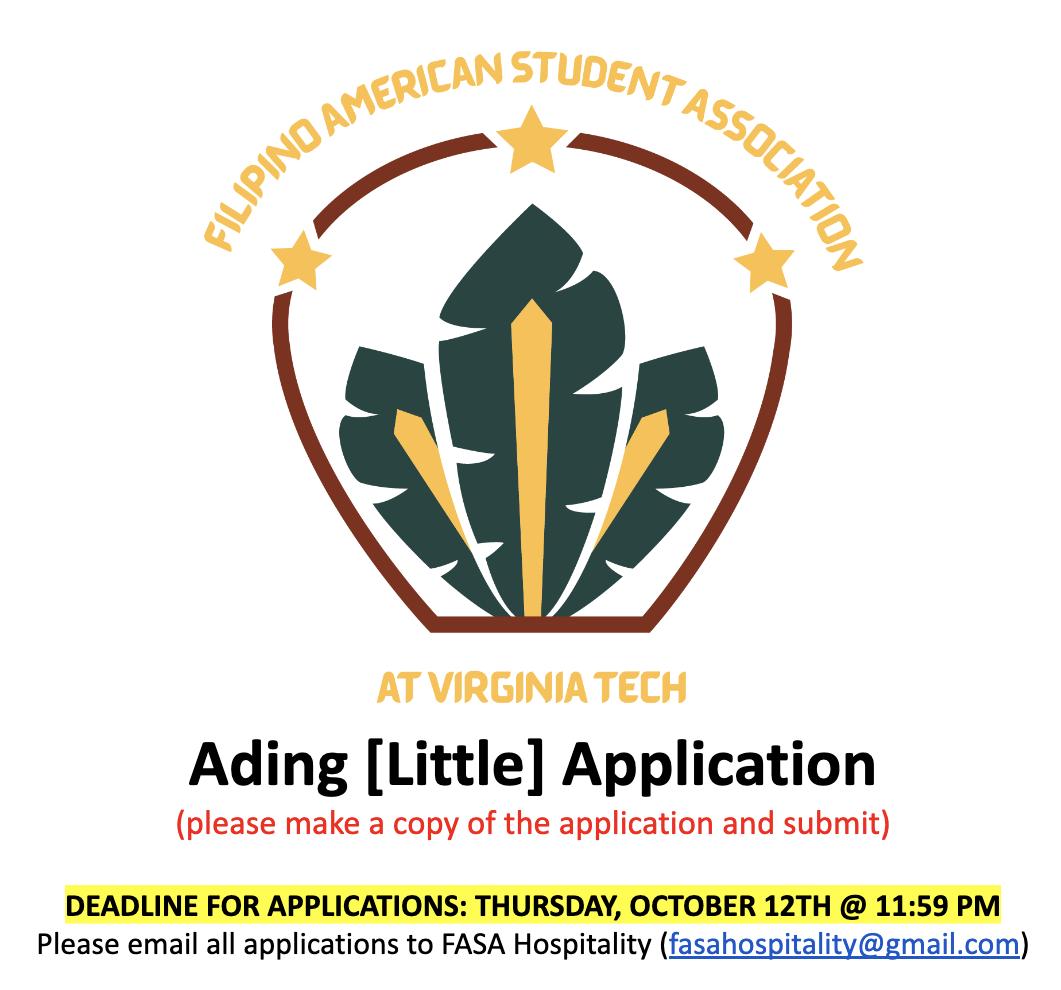 FILIPINO AMERICAN STUDENT ASSOCIATION
AT VIRGINIA TECH
Ading [Little] Application
(please make a copy of the application and submit)
DEADLINE FOR APPLICATIONS: THURSDAY, OCTOBER 12TH @ 11:59 PM
Please email all applications to FASA Hospitality (fasahospitality@gmail.com)